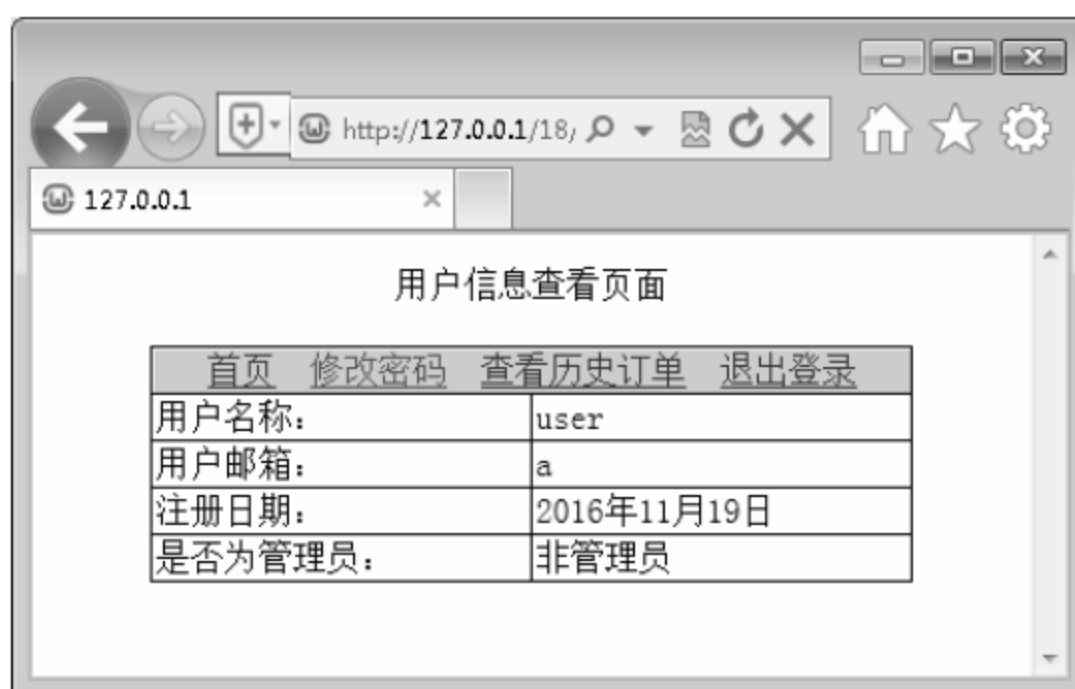 http://127.0.0.1/18/
127.0.0.1
用户信息查看页面
首页 修改密码 查看历史订单 退出登录
用户名称： user
用户邮箱： a
注册日期： 2016年11月19日
是否为管理员： 非管理员